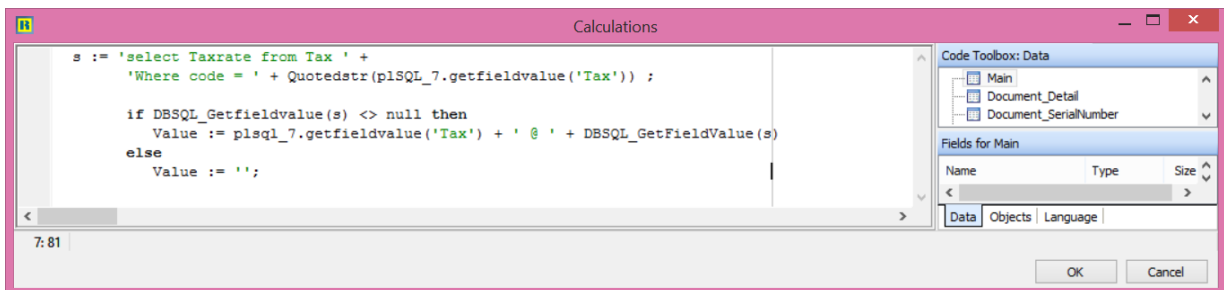 R
Calculations
s := 'select Taxrate from Tax ' +
'Where code = ' + Quotedstr(plSQL_7.getfieldvalue('Tax')) ;
if DBSQL_Getfieldvalue(s) <> null then
Value := plsql_7.getfieldvalue('Tax') + ' @ ' + DBSQL_GetFieldValue(s)
else
Value := '';
Code Toolbox: Data
Main
Document_Detail
Document_SerialNumber
Fields for Main
Name Type Size
Data Objects Language
7: 81
OK Cancel